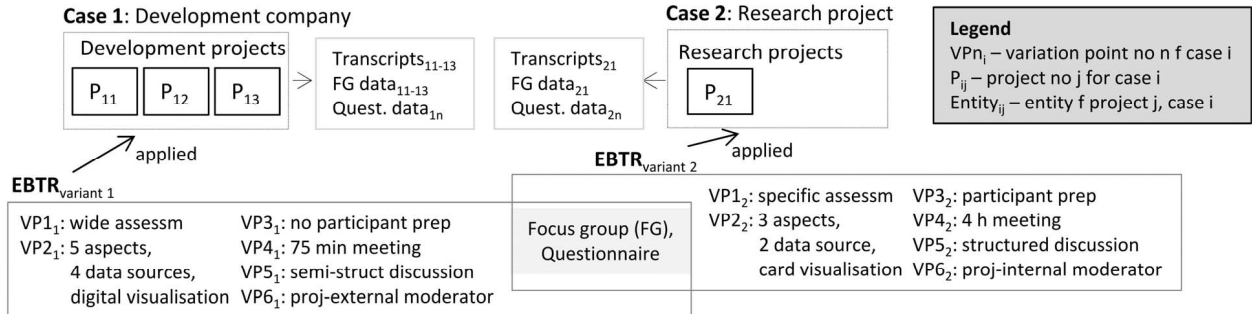 Case 1: Development company
Development projects
P11 P12 P13
Transcripts11-13
FG data11-13
Quest. data1n
Transcripts21
FG data21
Quest. data2n
Case 2: Research project
Research projects
P21
Legend
VPni – variation point no n f case i
Pij – project no j for case i
Entityij – entity f project j, case i
applied
EBTRvariant 1
applied
EBTRvariant 2
VP11: wide assessm
VP21: 5 aspects,
4 data sources,
digital visualisation
VP31: no participant prep
VP41: 75 min meeting
VP51: semi-struct discussion
VP61: proj-external moderator
Focus group (FG),
Questionnaire
VP12: specific assessm
VP22: 3 aspects,
2 data source,
card visualisation
VP32: participant prep
VP42: 4 h meeting
VP52: structured discussion
VP62: proj-internal moderator